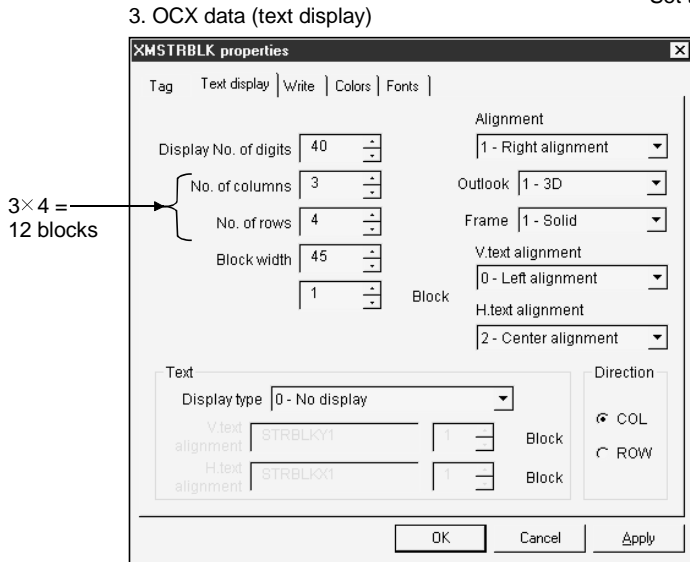 Set
3. OCX data (text display)
XMSTRBLK properties
Tag Text display Write Colors Fonts
Alignment
Display No. of digits 40 1 - Right alignment
No. of columns 3 Outlook 1 - 3D
3×4 =
12 blocks
No. of rows 4 Frame 1 - Solid
Block width 45 V.text alignment
0 - Left alignment
1 Block
H.text alignment
2 - Center alignment
Text Direction
Display type 0 - No display
V.text
alignment STRBLKY1 1 Block
COL
H.text
alignment STRBLKX1 1 Block
ROW
OK Cancel Apply